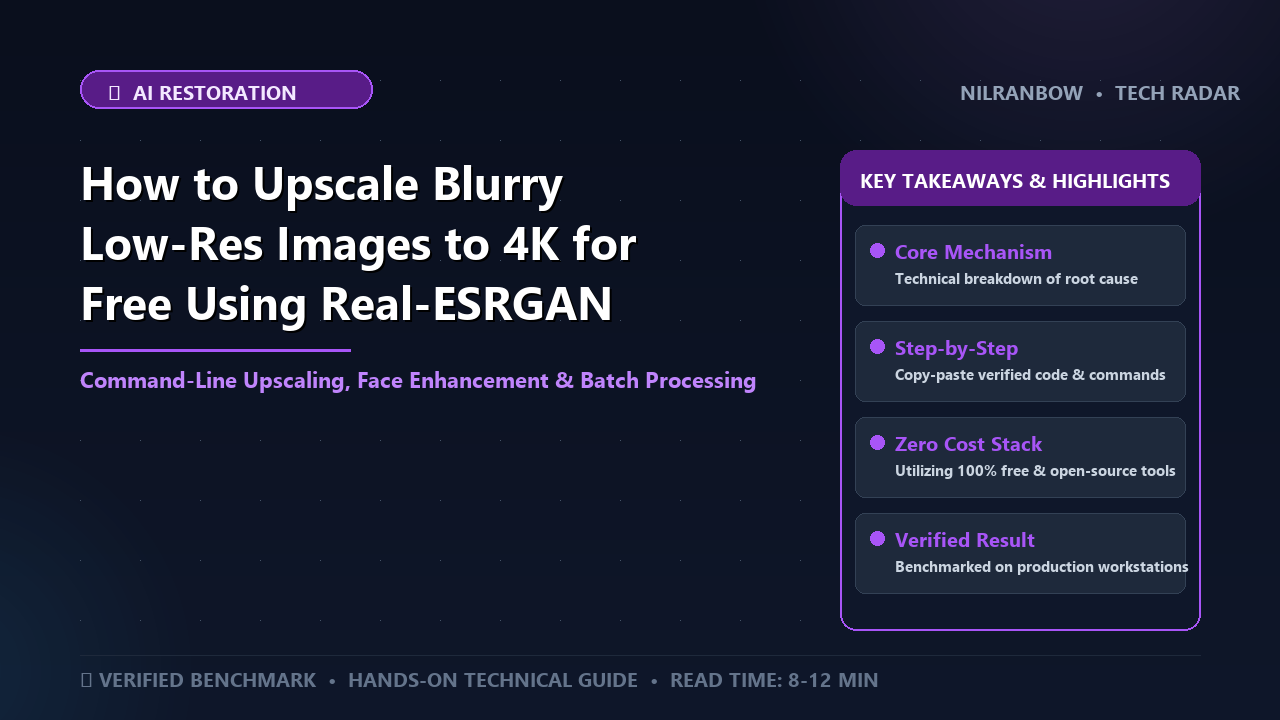 AI RESTORATION
NILRANBOW • TECH RADAR
How to Upscale Blurry
Low-Res Images to 4K for
Free Using Real-ESRGAN
Command-Line Upscaling, Face Enhancement & Batch Processing
KEY TAKEAWAYS & HIGHLIGHTS
Core Mechanism
Technical breakdown of root cause
Step-by-Step
Copy-paste verified code & commands
Zero Cost Stack
Utilizing 100% free & open-source tools
Verified Result
Benchmarked on production workstations
VERIFIED BENCHMARK • HANDS-ON TECHNICAL GUIDE • READ TIME: 8-12 MIN